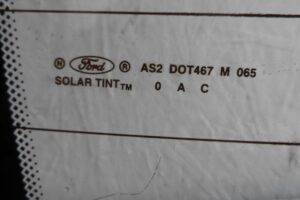 Ⓝ Ford ® AS2 DOT467 M 065
SOLAR TINT™ 0 A C